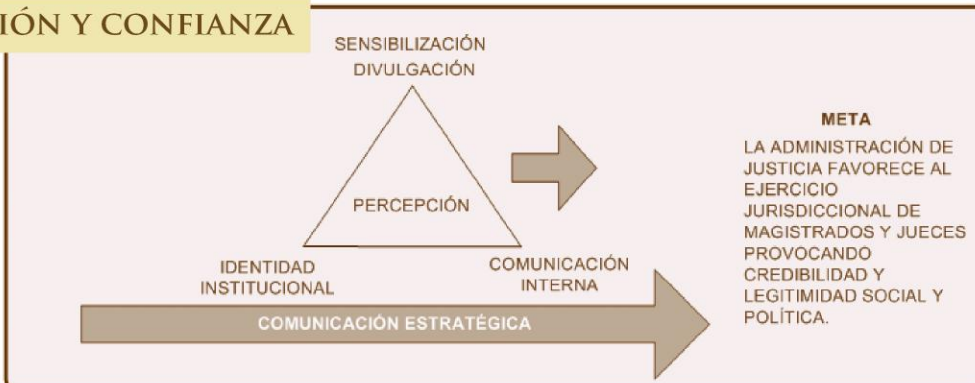 IÓN Y CONFIANZA
SENSIBILIZACIÓN
DIVULGACIÓN
PERCEPCIÓN
IDENTIDAD
INSTITUCIONAL
COMUNICACIÓN
INTERNA
COMUNICACIÓN ESTRATÉGICA
META
LA ADMINISTRACIÓN DE
JUSTICIA FAVORECE AL
EJERCICIO
JURISDICCIONAL DE
MAGISTRADOS Y JUECES
PROVOCANDO
CREDIBILIDAD Y
LEGITIMIDAD SOCIAL Y
POLÍTICA.